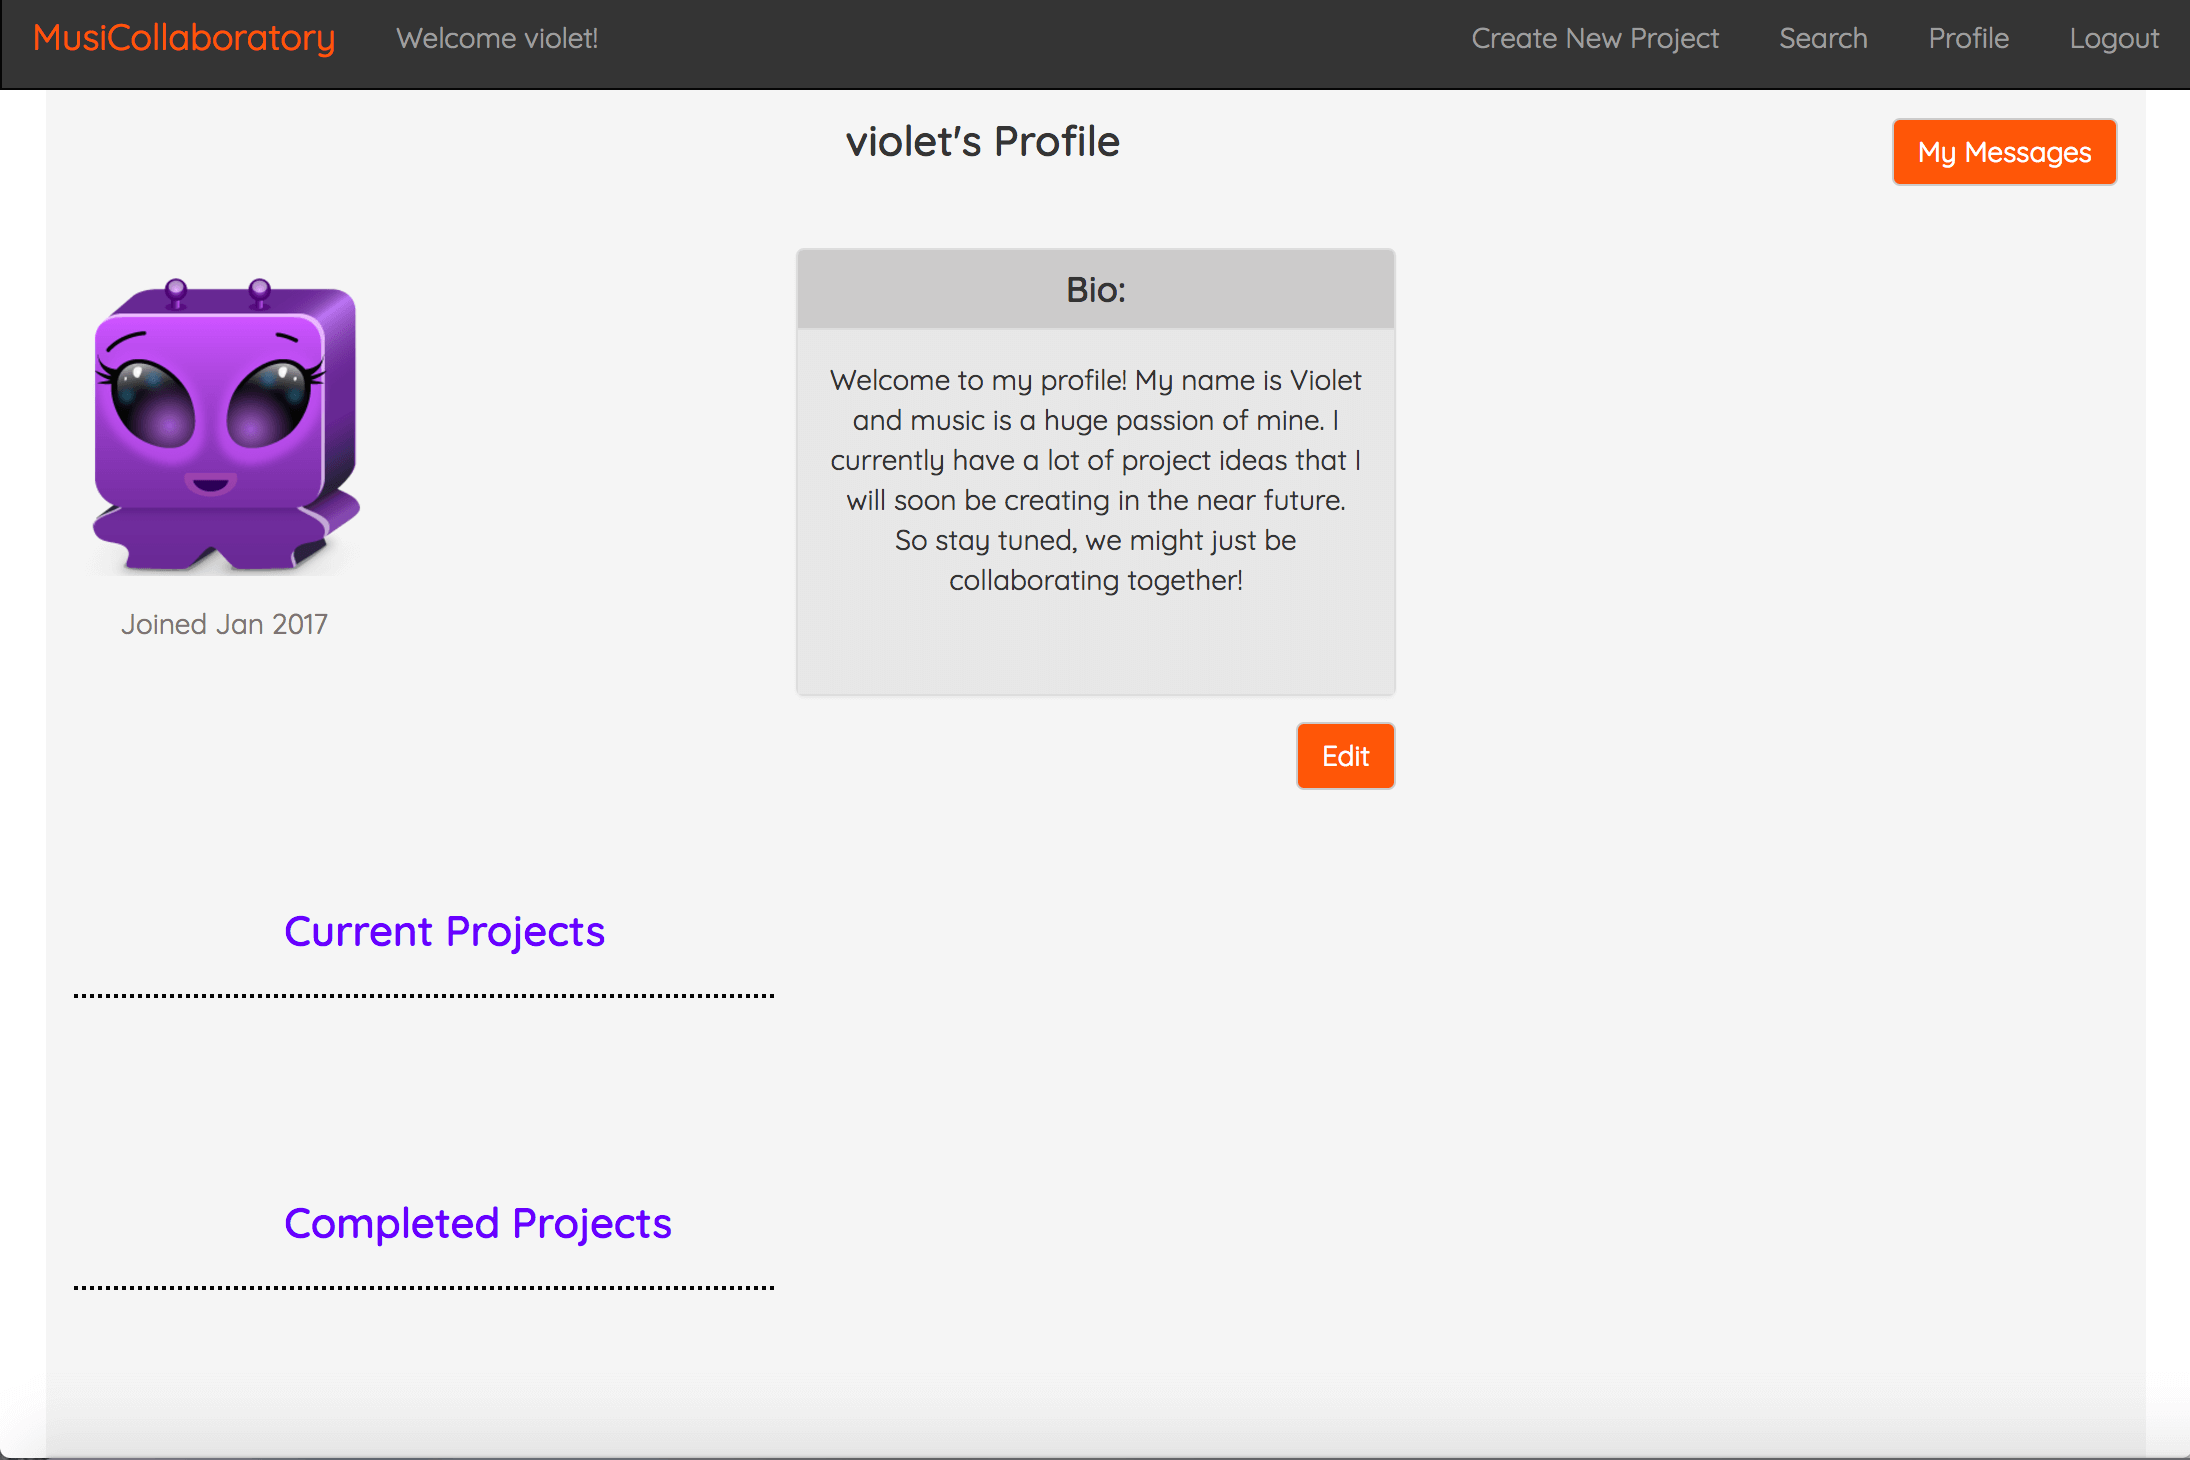 MusiCollaboratory Welcome violet! Create New Project Search Profile Logout
violet's Profile
My Messages
Bio:
Welcome to my profile! My name is Violet
and music is a huge passion of mine. I
currently have a lot of project ideas that I
will soon be creating in the near future.
So stay tuned, we might just be
collaborating together!
Joined Jan 2017
Edit
Current Projects
Completed Projects